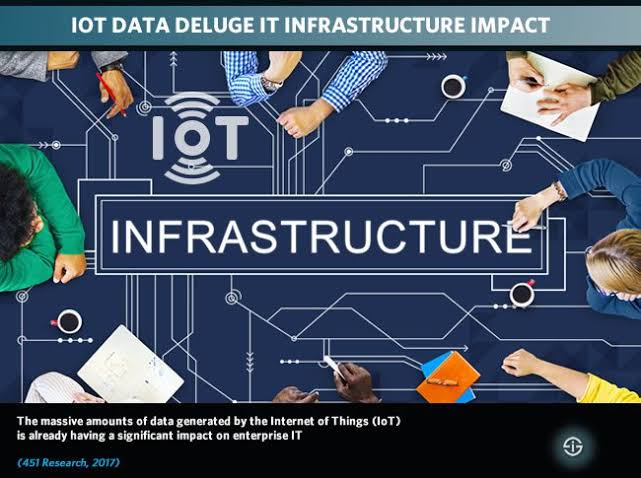 IOT DATA DELUGE IT INFRASTRUCTURE IMPACT
IoT
INFRASTRUCTURE
The massive amounts of data generated by the Internet of Things (IoT)
is already having a significant impact on enterprise IT
(451 Research, 2017)